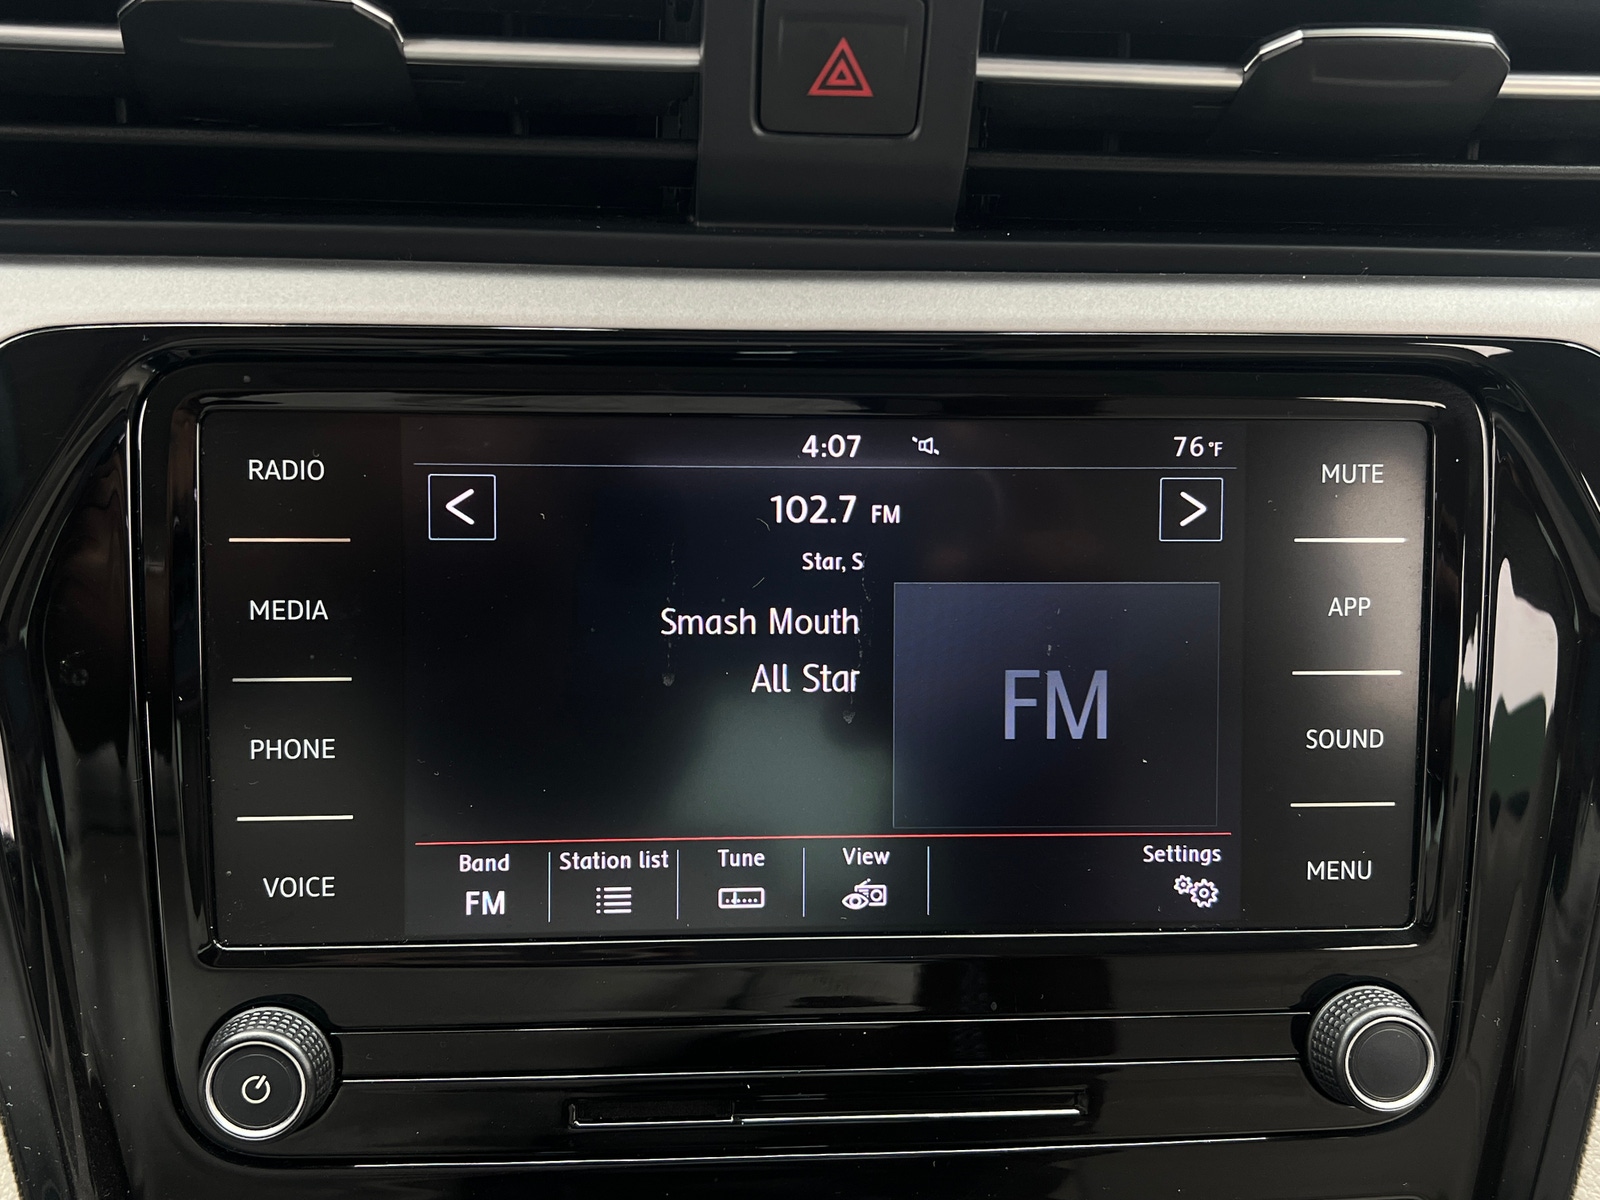 4:07 76°F
RADIO
MUTE
102.7 FM
Star, S
MEDIA
APP
Smash Mouth
All Star
FM
PHONE
SOUND
Band
Station list
Tune
View
Settings
FM
VOICE
MENU